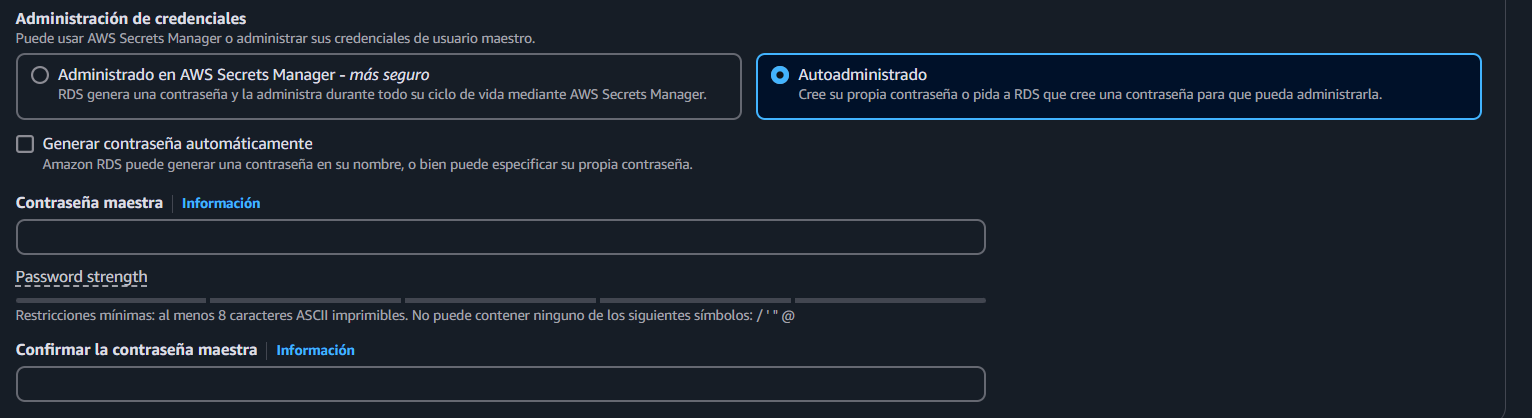 Administración de credenciales
Puede usar AWS Secrets Manager o administrar sus credenciales de usuario maestro.
Administrado en AWS Secrets Manager - más seguro
RDS genera una contraseña y la administra durante todo su ciclo de vida mediante AWS Secrets Manager.
Autoadministrado
Cree su propia contraseña o pida a RDS que cree una contraseña para que pueda administrarla.
Generar contraseña automáticamente
Amazon RDS puede generar una contraseña en su nombre, o bien puede especificar su propia contraseña.
Contraseña maestra | Información
Password strength
Restricciones mínimas: al menos 8 caracteres ASCII imprimibles. No puede contener ninguno de los siguientes símbolos: / ' " @
Confirmar la contraseña maestra | Información